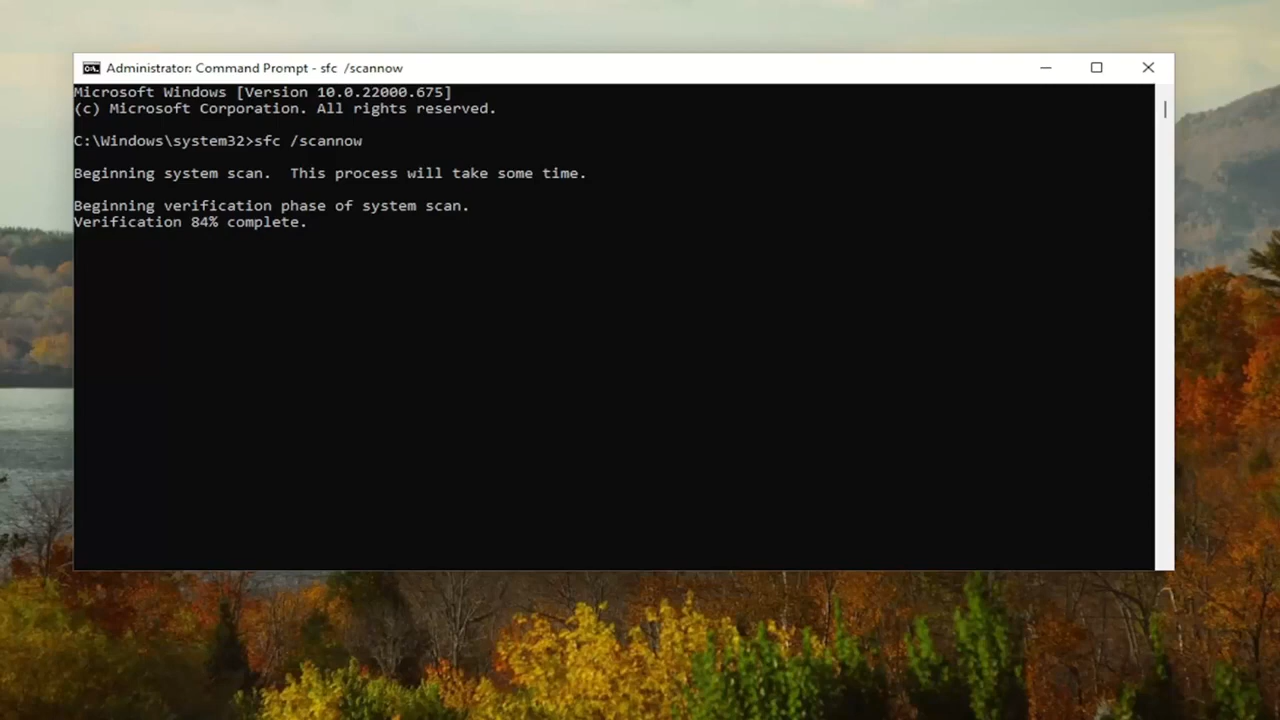 Administrator: Command Prompt - sfc  /scannow
Microsoft Windows [Version 10.0.22000.675]
(c) Microsoft Corporation. All rights reserved.
C:\Windows\system32>sfc /scannow
Beginning system scan.  This process will take some time.
Beginning verification phase of system scan.
Verification 84% complete.